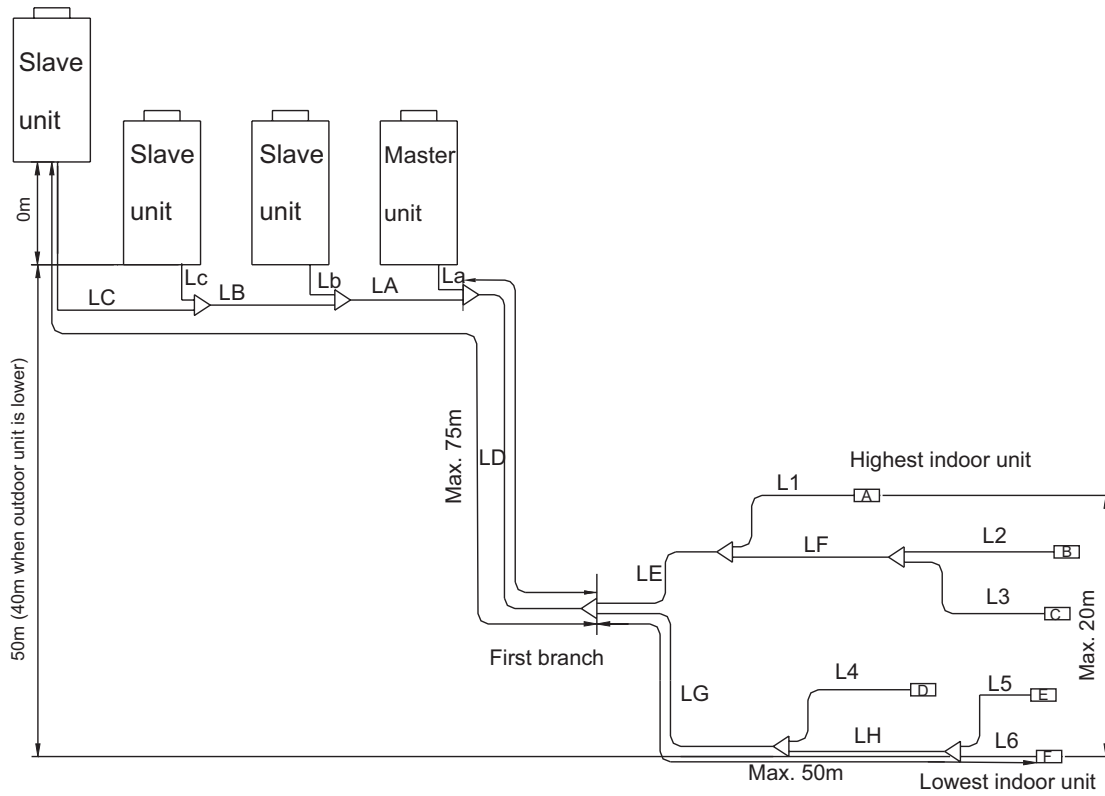 Slave
unit
Slave
unit
Slave
unit
Master
unit
0m
Lc
Lb
La
LC
LB
LA
50m (40m when outdoor unit is lower)
Max. 75m
LD
Highest indoor unit
L1
A
LF
L2
B
LE
L3
C
Max. 20m
First branch
LG
L4
D
L5
E
LH
L6
F
Max. 50m
Lowest indoor unit